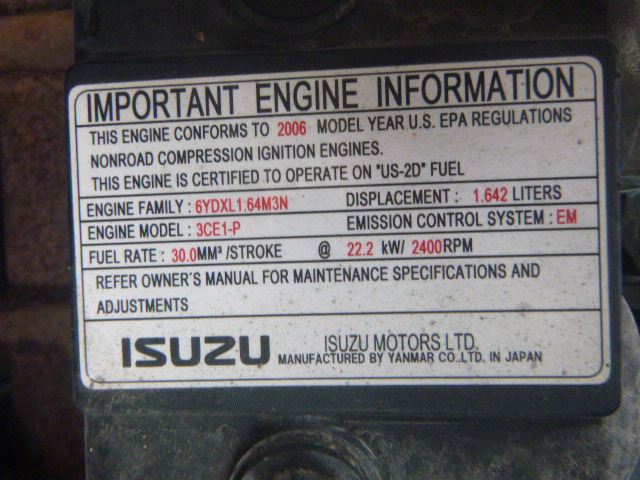 IMPORTANT ENGINE INFORMATION
THIS ENGINE CONFORMS TO 2006 MODEL YEAR U.S. EPA REGULATIONS
NONROAD COMPRESSION IGNITION ENGINES.
THIS ENGINE IS CERTIFIED TO OPERATE ON "US-2D" FUEL
ENGINE FAMILY : 6YDXL1.64M3N DISPLACEMENT : 1.642 LITERS
ENGINE MODEL : 3CE1-P EMISSION CONTROL SYSTEM : EM
FUEL RATE : 30.0MM³ /STROKE @ 22.2 kW/ 2400RPM
REFER OWNER'S MANUAL FOR MAINTENANCE SPECIFICATIONS AND
ADJUSTMENTS
ISUZU ISUZU MOTORS LTD.
MANUFACTURED BY YANMAR CO.,LTD. IN JAPAN